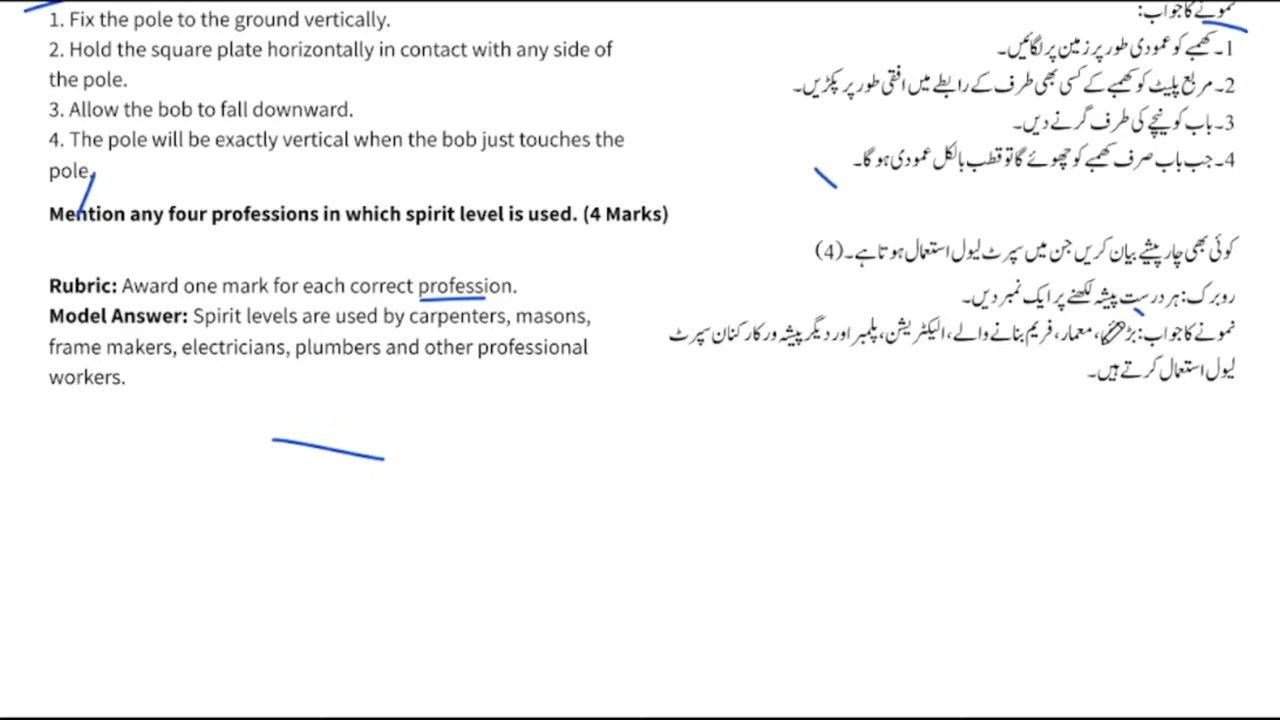 1. Fix the pole to the ground vertically.
2. Hold the square plate horizontally in contact with any side of
the pole.
3. Allow the bob to fall downward.
4. The pole will be exactly vertical when the bob just touches the
pole.
Mention any four professions in which spirit level is used. (4 Marks)
Rubric: Award one mark for each correct profession.
Model Answer: Spirit levels are used by carpenters, masons,
frame makers, electricians, plumbers and other professional
workers.
نمونے کا جواب:
1۔ کھمبے کو عمودی طور پر زمین پر لگائیں۔
2۔ مربع پلیٹ کو کھمبے کے کسی بھی طرف کے رابطے میں افقی طور پر پکڑیں۔
3۔ باب کو نیچے کی طرف گرنے دیں۔
4۔ جب باب صرف کھمبے کو چھوئے گا تو قطب بالکل عمودی ہو گا۔
کوئی بھی چار پیشے بیان کریں جن میں سپرٹ لیول استعمال ہوتا ہے۔ (4)
روبرک: ہر درست پیشہ لکھنے پر ایک نمبر دیں۔
نمونے کا جواب: بڑھئی، معمار، فریم بنانے والے، الیکٹریشن، پلمبر اور دیگر پیشہ ور کارکنان سپرٹ
لیول استعمال کرتے ہیں۔